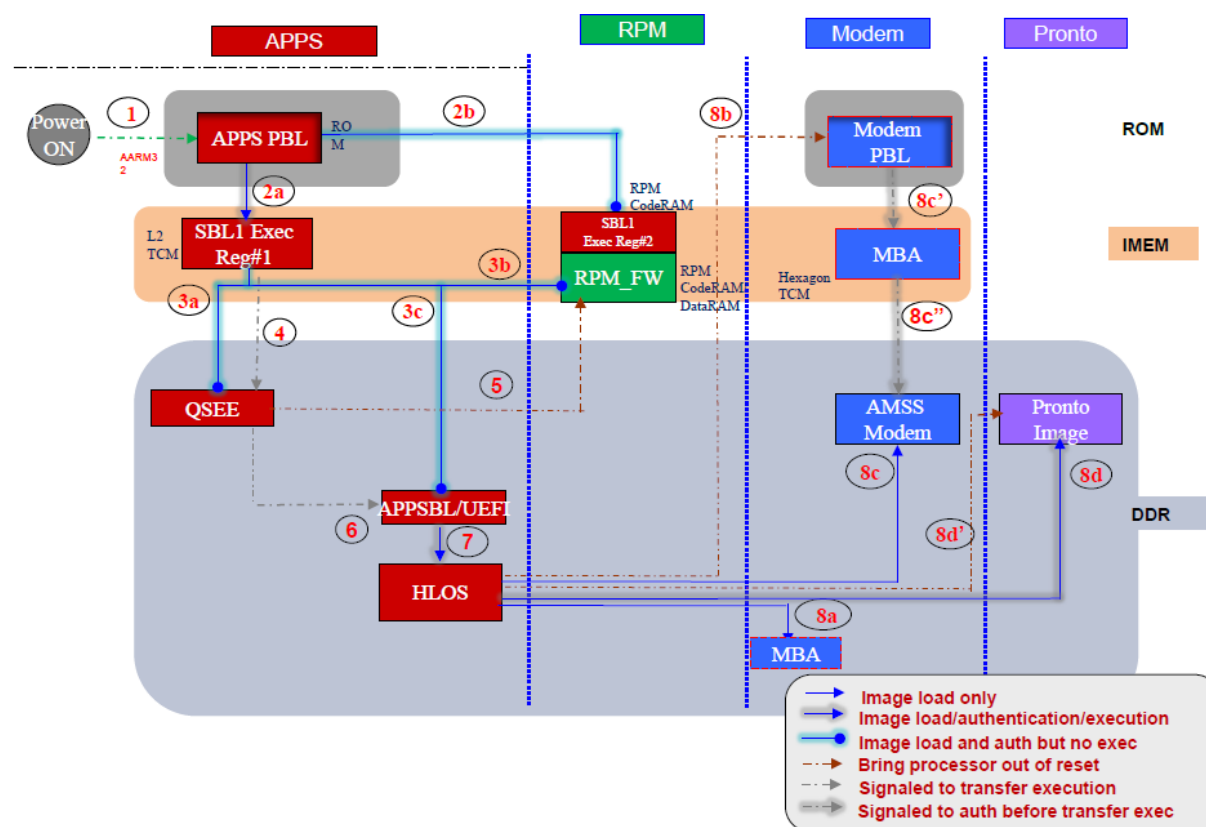 APPS
RPM
Modem
Pronto
Power
ON
1
AARM3
2
APPS PBL
RO
M
2b
8b
Modem
PBL
ROM
2a
RPM
CodeRAM
8c’
L2
TCM
SBL1 Exec
Reg#1
SBL1
Exec Reg#2
RPM_FW
3b
RPM
CodeRAM/
DataRAM
Hexagon
TCM
MBA
IMEM
3a
4
3c
8c”
QSEE
5
AMSS
Modem
Pronto
Image
8c
8d
APPSBL/UEFI
6
7
8d’
DDR
HLOS
8a
MBA
Image load only
Image load/authentication/execution
Image load and auth but no exec
Bring processor out of reset
Signaled to transfer execution
Signaled to auth before transfer exec